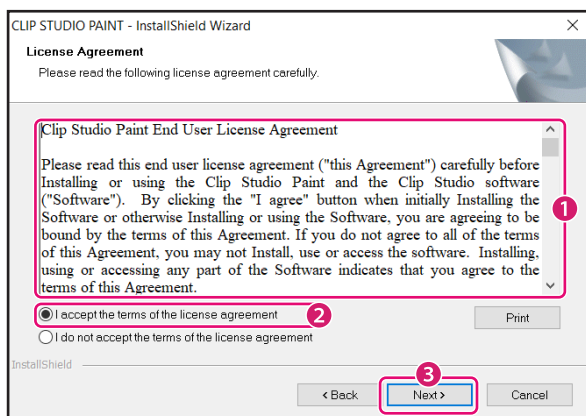 CLIP STUDIO PAINT - InstallShield Wizard
License Agreement
Please read the following license agreement carefully.
Clip Studio Paint End User License Agreement
Please read this end user license agreement ("this Agreement") carefully before
Installing or using the Clip Studio Paint and the Clip Studio software
("Software"). By clicking the "I agree" button when initially Installing the
Software or otherwise Installing or using the Software, you are agreeing to be
bound by the terms of this Agreement. If you do not agree to all of the terms
of this Agreement, you may not Install, use or access the software. Installing,
using or accessing any part of the Software indicates that you agree to the
terms of this Agreement.
1
I accept the terms of the license agreement
2
Print
I do not accept the terms of the license agreement
InstallShield
3
< Back
Next >
Cancel